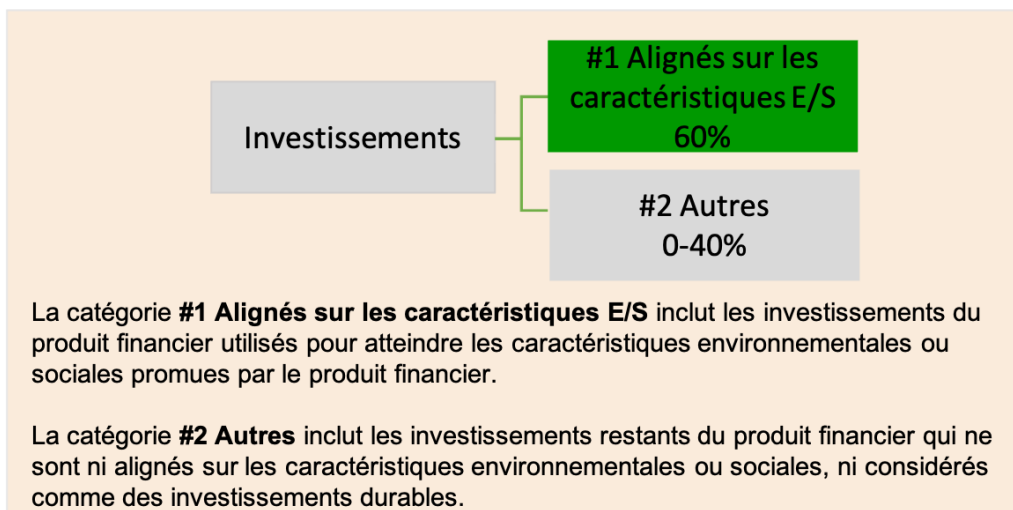 #1 Alignés sur les
caractéristiques E/S
60%
Investissements
#2 Autres
0-40%
La catégorie #1 Alignés sur les caractéristiques E/S inclut les investissements du
produit financier utilisés pour atteindre les caractéristiques environnementales ou
sociales promues par le produit financier.
La catégorie #2 Autres inclut les investissements restants du produit financier qui ne
sont ni alignés sur les caractéristiques environnementales ou sociales, ni considérés
comme des investissements durables.